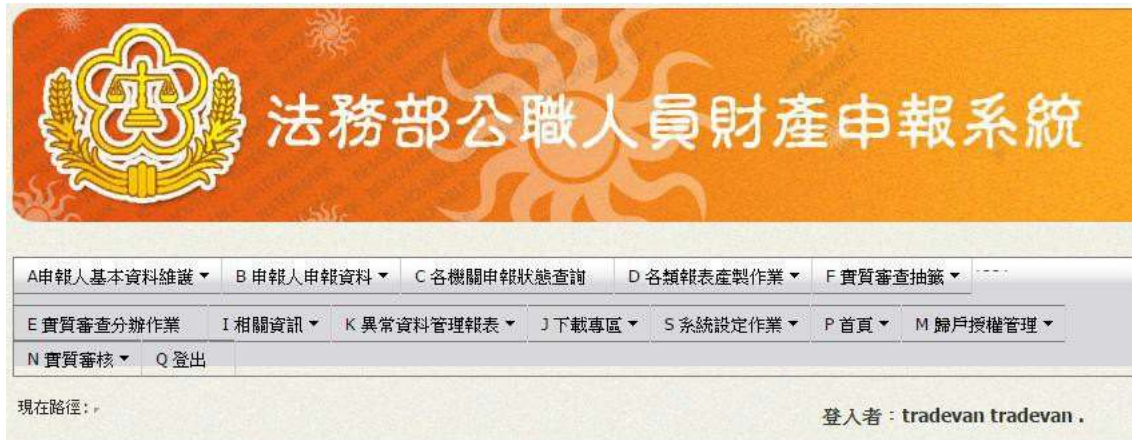 法務部公職人員財產申報系統
A申報人基本資料維護▼ B 申報人申報資料▼ C 各機關申報狀態查詢 D 各類報表產製作業▼ F 實質審查抽籤▼
E 實質審查分辦作業 I 相關資訊▼ K 異常資料管理報表▼ J 下載專區▼ S 系統設定作業▼ P 首頁▼ M 歸戶授權管理▼
N 實質審核▼ Q 登出
現在路徑:
登入者：tradevan tradevan .